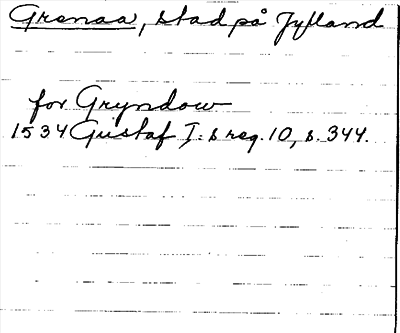 Grenaa, stad på Jylland
for Gryndow
1534 Gustaf I:s reg. 10, s. 344.